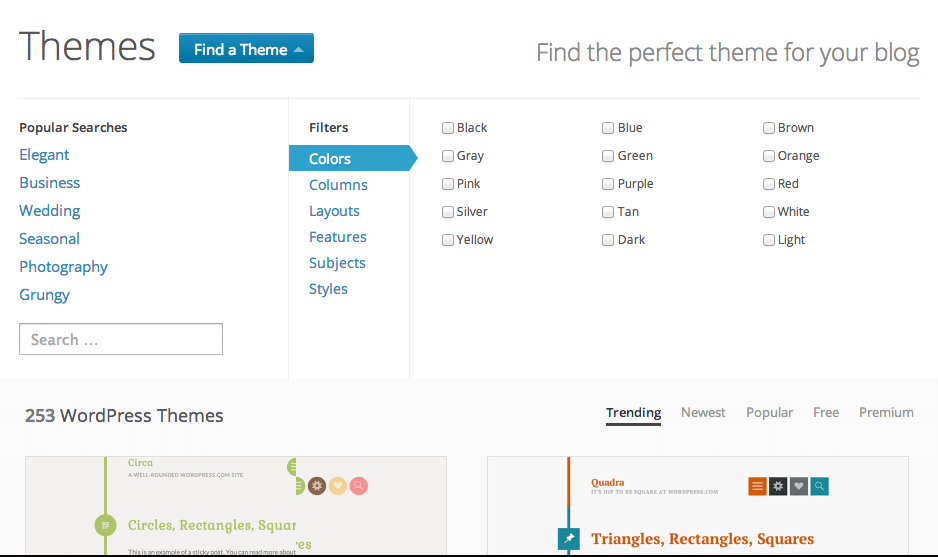 Themes
Find a Theme
Find the perfect theme for your blog
Popular Searches
Elegant
Business
Wedding
Seasonal
Photography
Grungy
Search ...
Filters
Colors
Columns
Layouts
Features
Subjects
Styles
Black
Blue
Brown
Gray
Green
Orange
Pink
Purple
Red
Silver
Tan
White
Yellow
Dark
Light
253 WordPress Themes
Trending
Newest
Popular
Free
Premium
Circa
A WELL-ROUNDED WORDPRESS.COM SITE
Circles, Rectangles, Squar
res
This is an example of a sticky post. You can read more about
Quadra
IT'S HIP TO BE SQUARE AT WORDPRESS.COM
Triangles, Rectangles, Squares